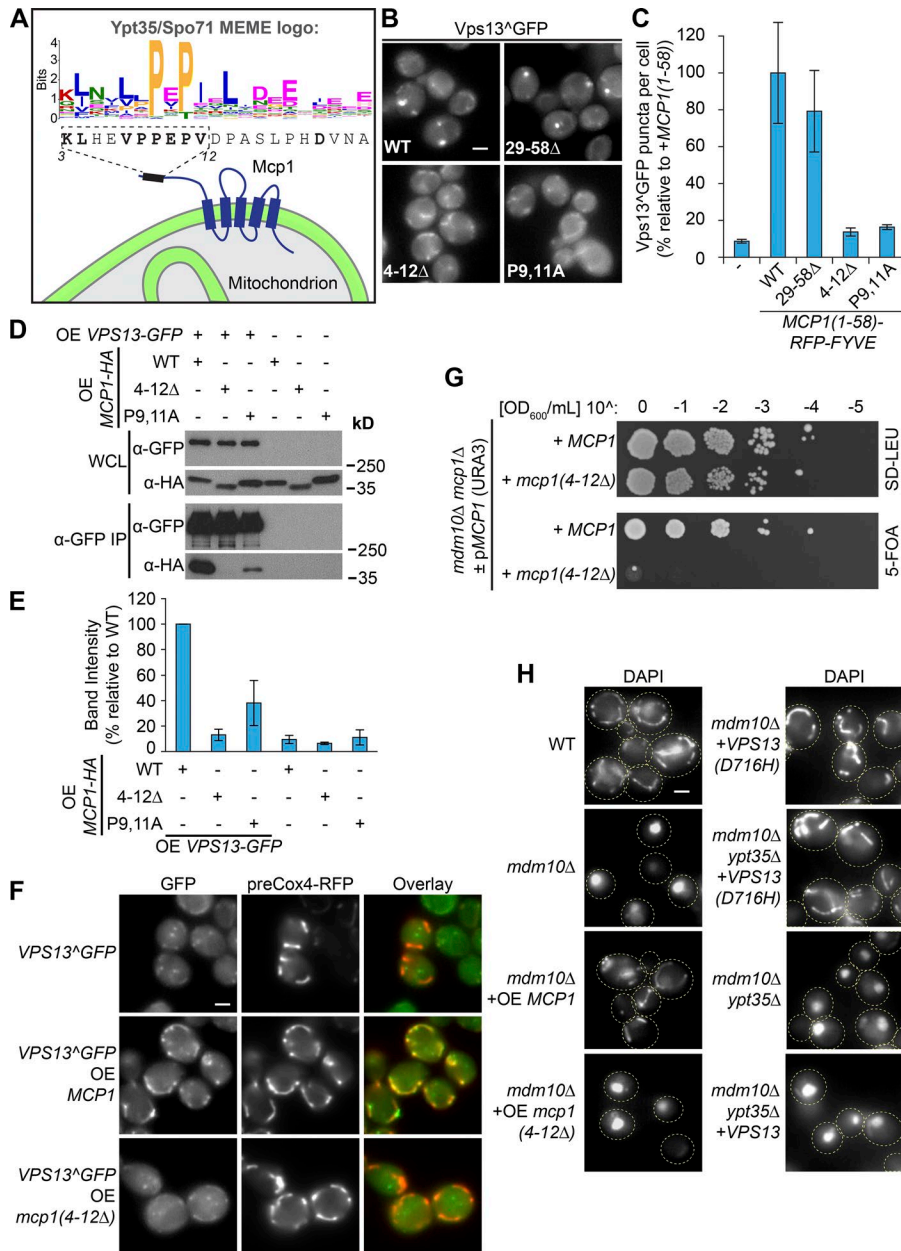 A
Ypt35/Spo71 MEME logo:
Bits
4
3
2
1
0
KLHEVPPEPVDPASLPHDVNA
3
12
Mcp1
Mitochondrion
B
Vps13^GFP
WT
29-58Δ
4-12Δ
P9,11A
C
Vps13^GFP puncta per cell
(% relative to +MCP1(1-58))
140
120
100
80
60
40
20
0
-
WT
29-58Δ
4-12Δ
P9,11A
MCP1(1-58)-
RFP-FYVE
D
OE VPS13-GFP + + + - - -
OE
MCP1-HA
WT + - - + - -
4-12Δ - + - - + -
P9,11A - - + - - +
kD
WCL
α-GFP
-250
α-HA
-35
α-GFP IP
α-GFP
-250
α-HA
-35
E
Band Intensity
(% relative to WT)
120
100
80
60
40
20
0
OE
MCP1-HA
WT + - - + - -
4-12Δ - + - - + -
P9,11A - - + - - +
OE VPS13-GFP
F
GFP preCox4-RFP Overlay
VPS13^GFP
VPS13^GFP
OE
MCP1
VPS13^GFP
OE
mcp1(4-12Δ)
G
[OD600/mL] 10^: 0 -1 -2 -3 -4 -5
mdm10Δ mcp1Δ
± pMCP1 (URA3)
+ MCP1
+ mcp1(4-12Δ)
SD-LEU
+ MCP1
+ mcp1(4-12Δ)
5-FOA
H
DAPI
WT
mdm10Δ
mdm10Δ
+OE MCP1
mdm10Δ
+OE mcp1
(4-12Δ)
DAPI
mdm10Δ
+VPS13
(D716H)
mdm10Δ
ypt35Δ
+VPS13
(D716H)
mdm10Δ
ypt35Δ
mdm10Δ
ypt35Δ
+VPS13